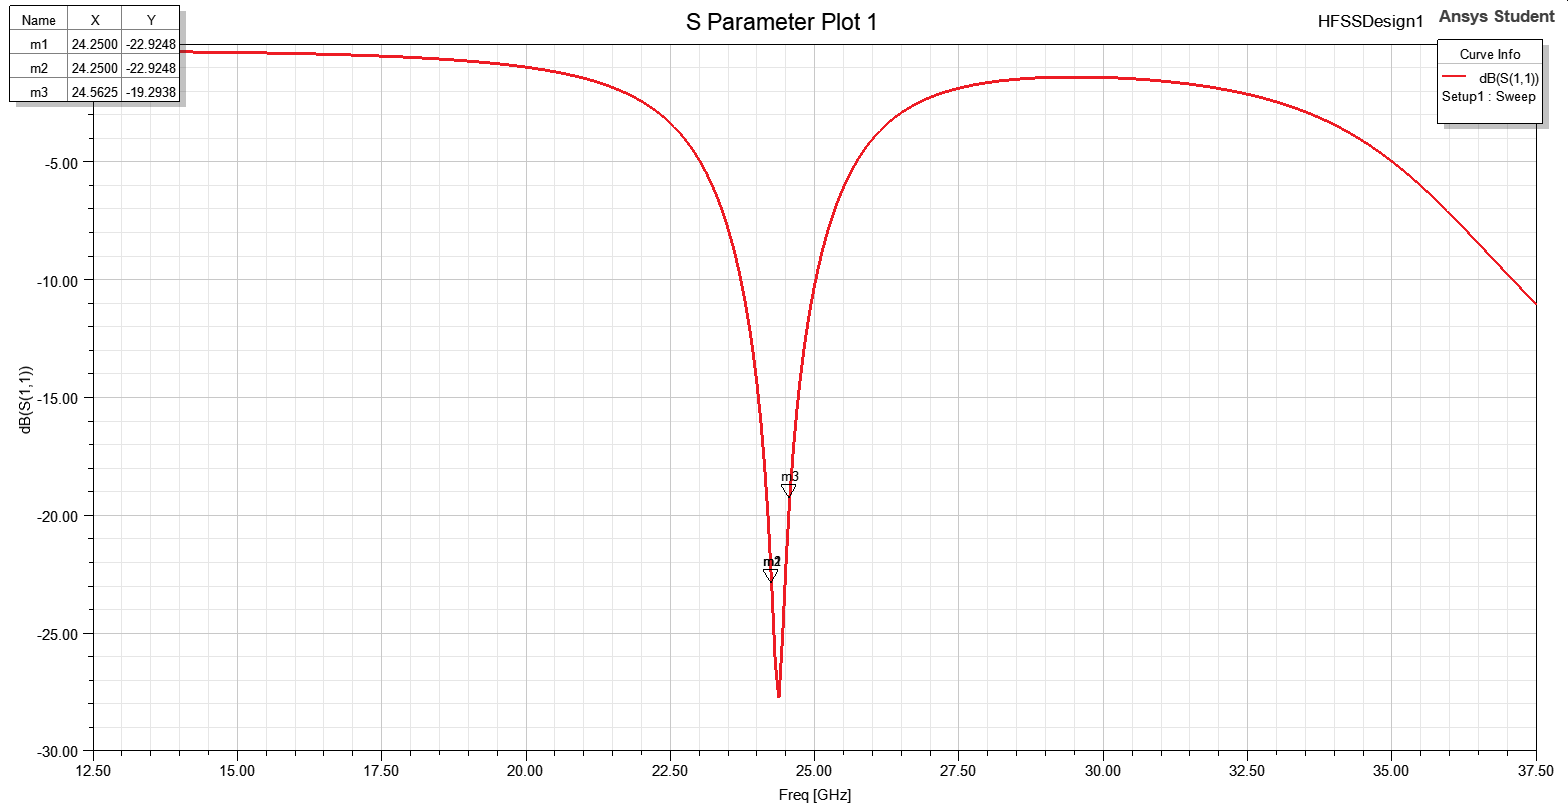 S Parameter Plot 1
HFSSDesign1
Ansys Student
Name X Y
m1 24.2500 -22.9248
m2 24.2500 -22.9248
m3 24.5625 -19.2938
Curve Info
dB(S(1,1))
Setup1 : Sweep
-5.00
-10.00
-15.00
-20.00
-25.00
-30.00
dB(S(1,1))
m3
12.50 15.00 17.50 20.00 22.50 25.00 27.50 30.00 32.50 35.00 37.50
Freq [GHz]